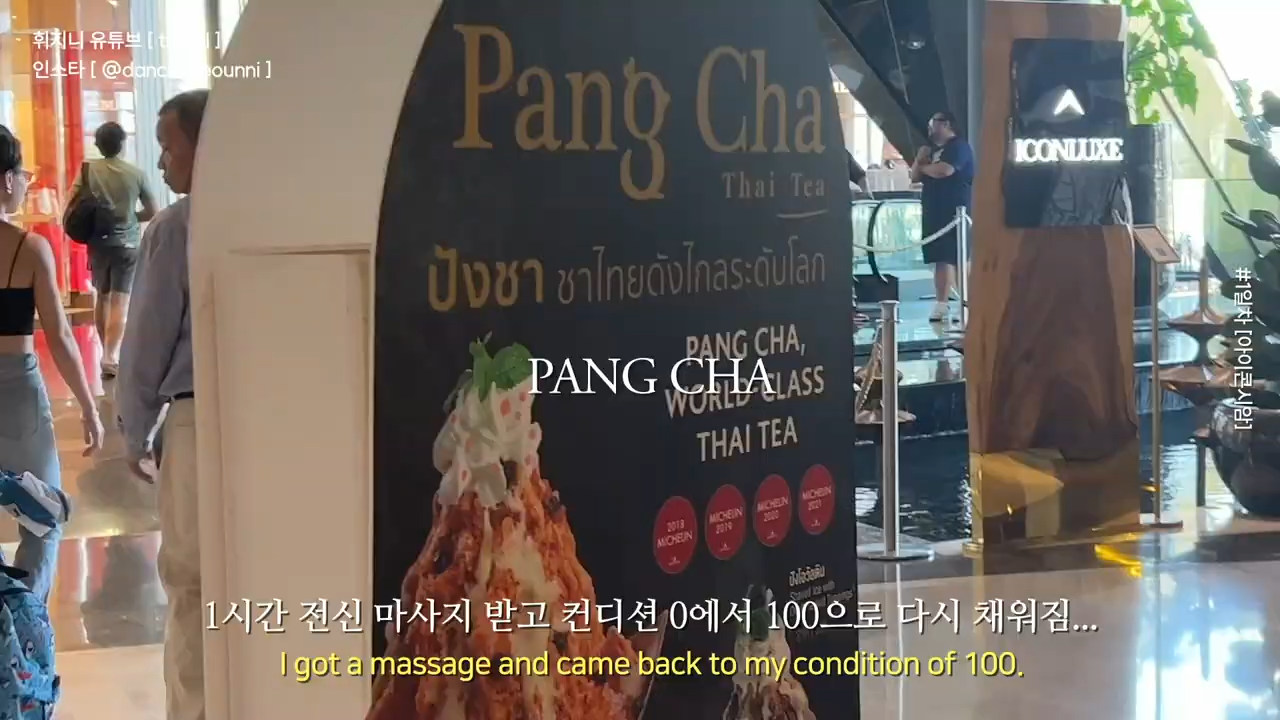 휘지니 유튜브 [
인스타 [
Pang Cha
Thai Tea
ปังชา ชาไทยดังไกลระดับโลก
PANG CHA,
WORLD-CLASS
THAI TEA
PANG CHA
2018
MICHELIN
MICHELIN
2019
MICHELIN
2020
MICHELIN
2021
ICONLUXE
#1일차 [아이콘시암]
1시간 전신 마사지 받고 컨디션 0에서 100으로 다시 채워짐...
I got a massage and came back to my condition of 100.